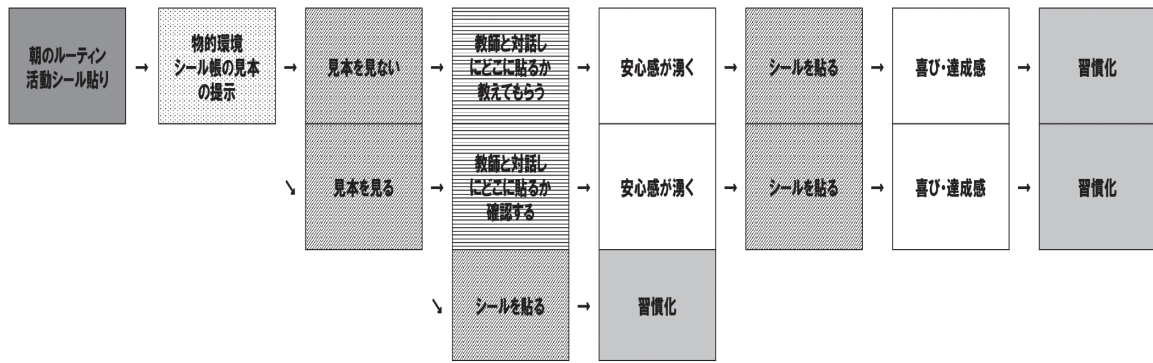 朝のルーティン
活動シール貼り
→
物的環境
シール帳の見本
の提示
→
見本を見ない
→
教師と対話し
にどこに貼るか
教えてもらう
→
安心感が湧く
→
シールを貼る
→
喜び・達成感
→
習慣化
↘
見本を見る
→
教師と対話し
にどこに貼るか
確認する
→
安心感が湧く
→
シールを貼る
→
喜び・達成感
→
習慣化
↘
シールを貼る
→
習慣化